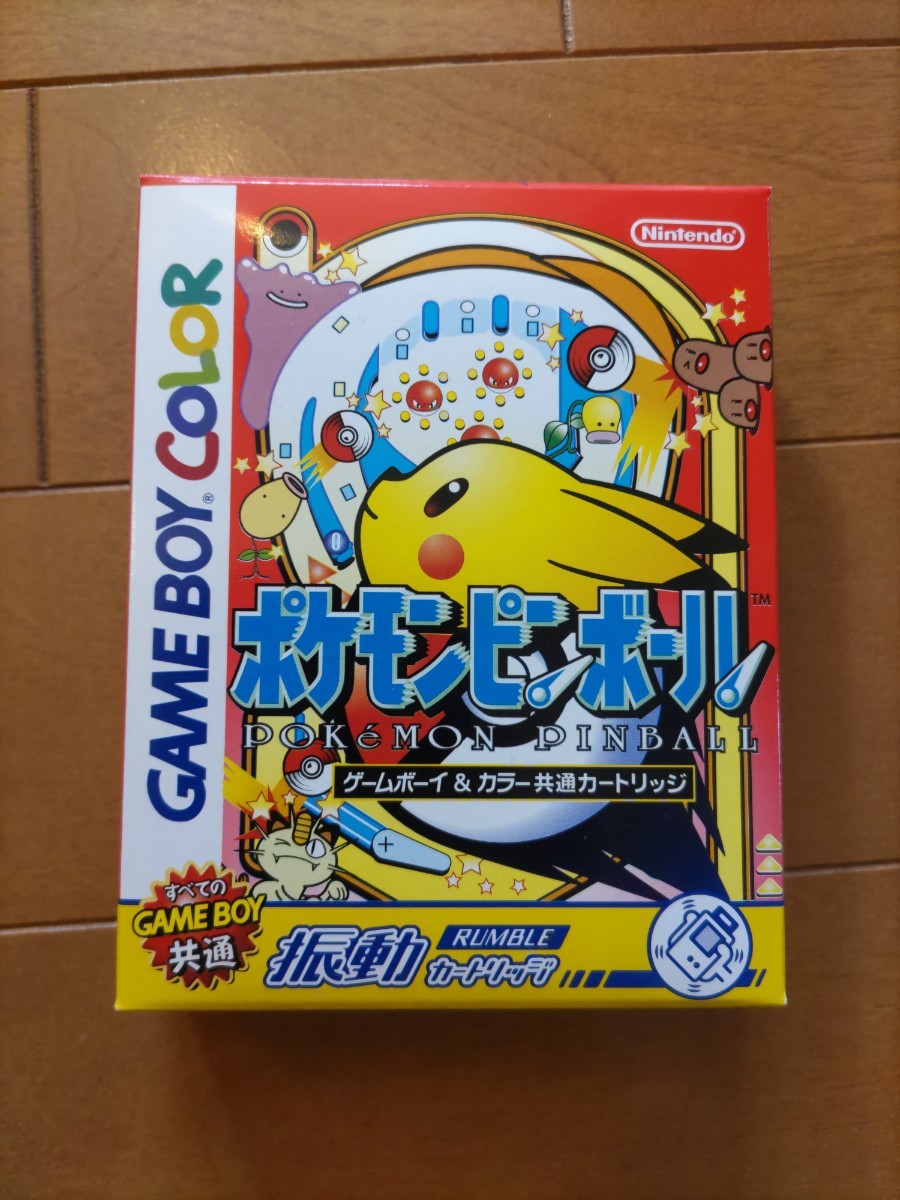 Nintendo®
GAME BOY COLOR
®
ポケモンピンボール
TM
POKéMON PINBALL
ゲームボーイ & カラー共通カートリッジ
すべての
GAME BOY
共通
振動
RUMBLE
カートリッジ